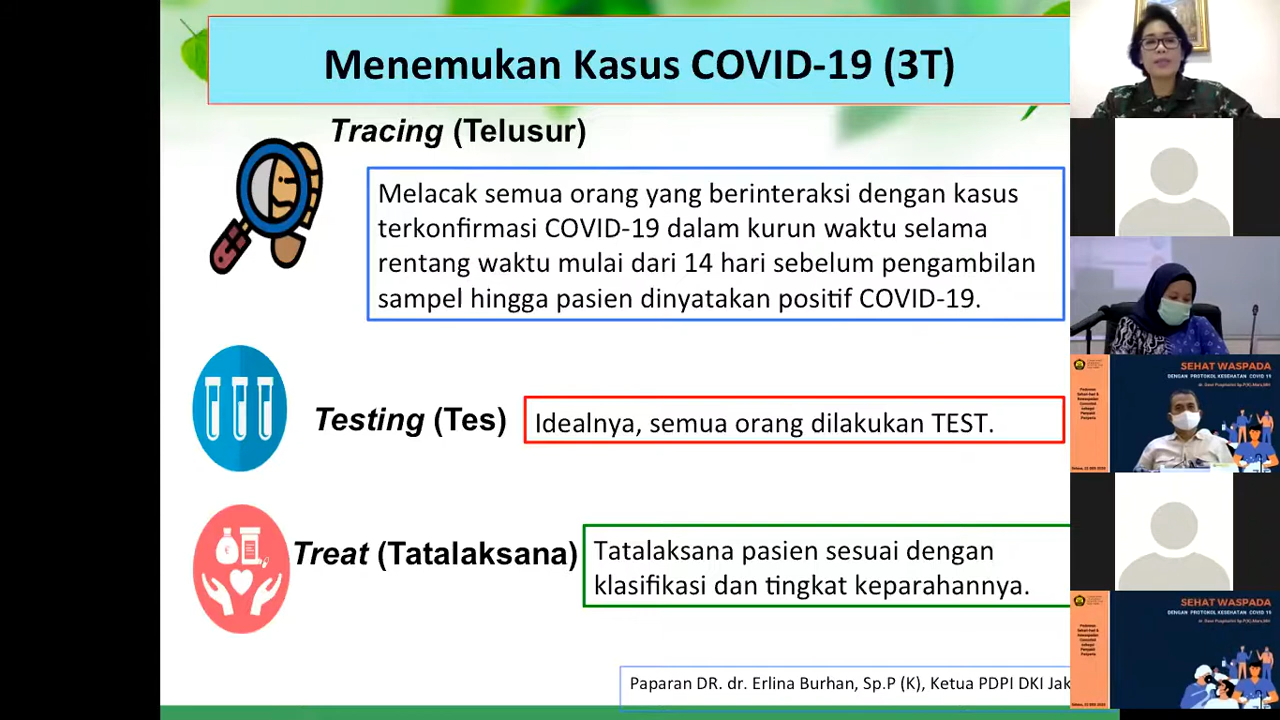 Menemukan Kasus COVID-19 (3T)
Tracing (Telusur)
Melacak semua orang yang berinteraksi dengan kasus
terkonfirmasi COVID-19 dalam kurun waktu selama
rentang waktu mulai dari 14 hari sebelum pengambilan
sampel hingga pasien dinyatakan positif COVID-19.
Testing (Tes)
Idealnya, semua orang dilakukan TEST.
Treat (Tatalaksana)
Tatalaksana pasien sesuai dengan
klasifikasi dan tingkat keparahannya.
Paparan DR. dr. Erlina Burhan, Sp.P (K), Ketua PDPI DKI Jak
SEHAT WASPADA
DENGAN PROTOKOL KESEHATAN COVID 19
SEHAT WASPADA
DENGAN PROTOKOL KESEHATAN COVID 19